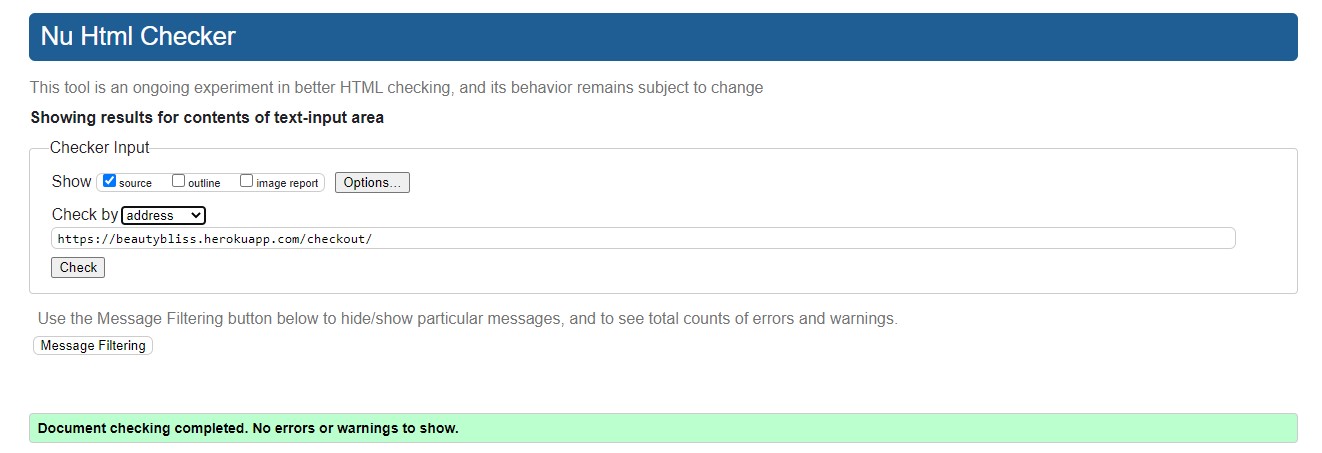 Nu Html Checker
This tool is an ongoing experiment in better HTML checking, and its behavior remains subject to change
Showing results for contents of text-input area
Checker Input
Show source outline image report Options...
Check by address
https://beautybliss.herokuapp.com/checkout/
Check
Use the Message Filtering button below to hide/show particular messages, and to see total counts of errors and warnings.
Message Filtering
Document checking completed. No errors or warnings to show.